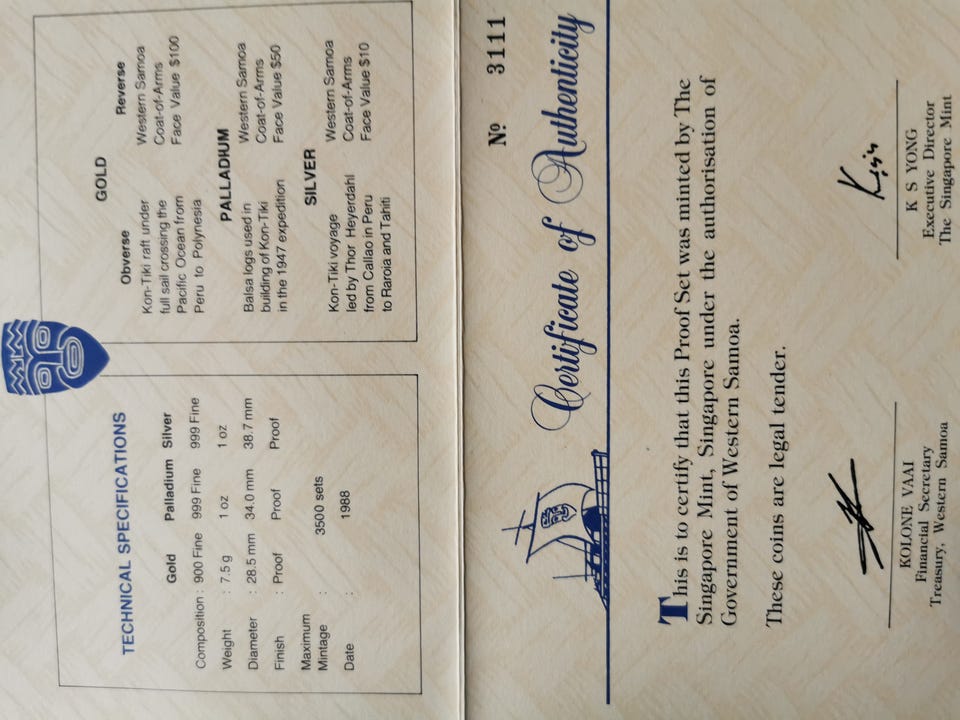 TECHNICAL SPECIFICATIONS
Gold Palladium Silver
Composition : 900 Fine 999 Fine 999 Fine
Weight : 7.5 g 1 oz 1 oz
Diameter : 28.5 mm 34.0 mm 38.7 mm
Finish : Proof Proof Proof
Maximum
Mintage : 3500 sets
Date : 1988
GOLD
Obverse Reverse
Kon-Tiki raft under Western Samoa
full sail crossing the Coat-of-Arms
Pacific Ocean from Face Value $100
Peru to Polynesia
PALLADIUM
Balsa logs used in Western Samoa
building of Kon-Tiki Coat-of-Arms
in the 1947 expedition Face Value $50
SILVER
Kon-Tiki voyage Western Samoa
led by Thor Heyerdahl Coat-of-Arms
from Callao in Peru Face Value $10
to Raroia and Tahiti
Nº 3111
Certificate of Authenticity
This is to certify that this Proof Set was minted by The
Singapore Mint, Singapore under the authorisation of
Government of Western Samoa.
These coins are legal tender.
KOLONE VAAI
Financial Secretary
Treasury, Western Samoa
K S YONG
Executive Director
The Singapore Mint